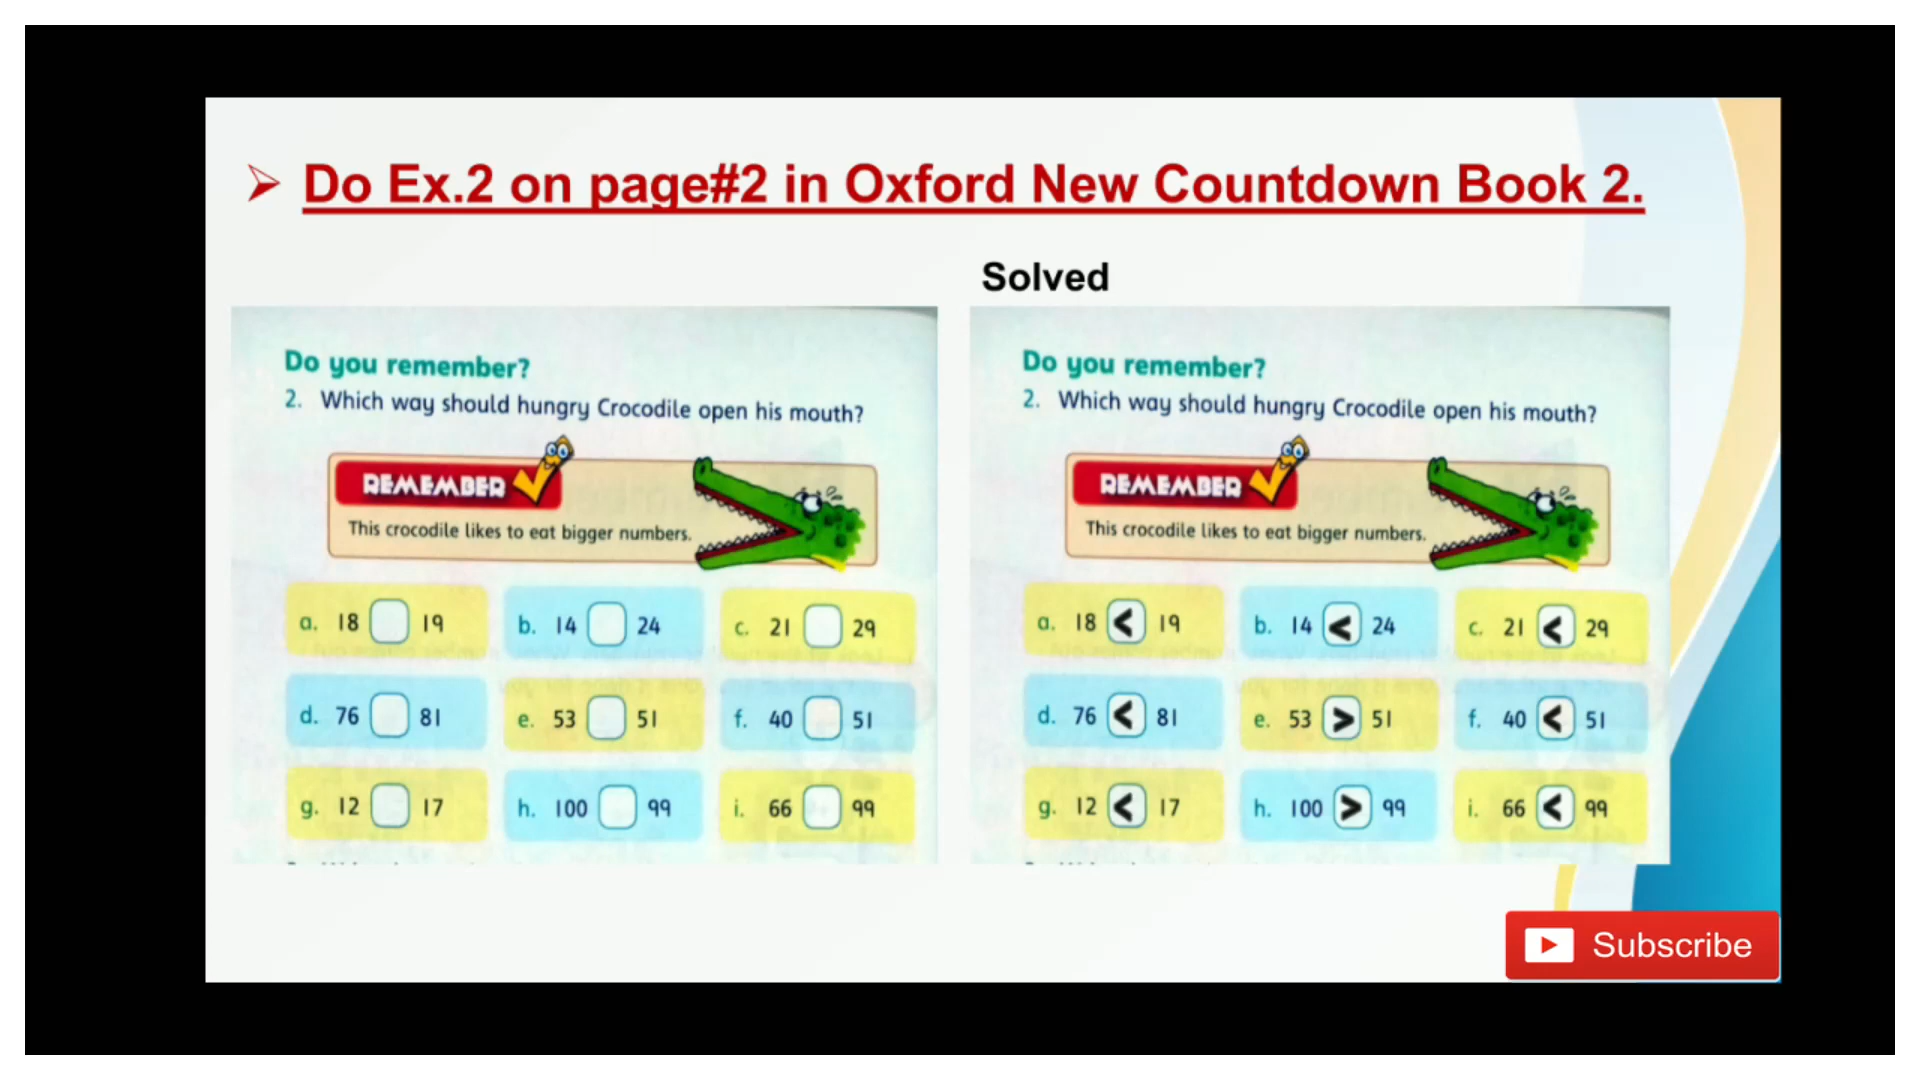 Do Ex.2 on page#2 in Oxford New Countdown Book 2.
Solved
Do you remember?
2. Which way should hungry Crocodile open his mouth?
REMEMBER
This crocodile likes to eat bigger numbers.
a. 18 19
b. 14 24
c. 21 29
d. 76 81
e. 53 51
f. 40 51
g. 12 17
h. 100 99
i. 66 99
Do you remember?
2. Which way should hungry Crocodile open his mouth?
REMEMBER
This crocodile likes to eat bigger numbers.
a. 18 < 19
b. 14 < 24
c. 21 < 29
d. 76 < 81
e. 53 > 51
f. 40 < 51
g. 12 < 17
h. 100 > 99
i. 66 < 99
Subscribe